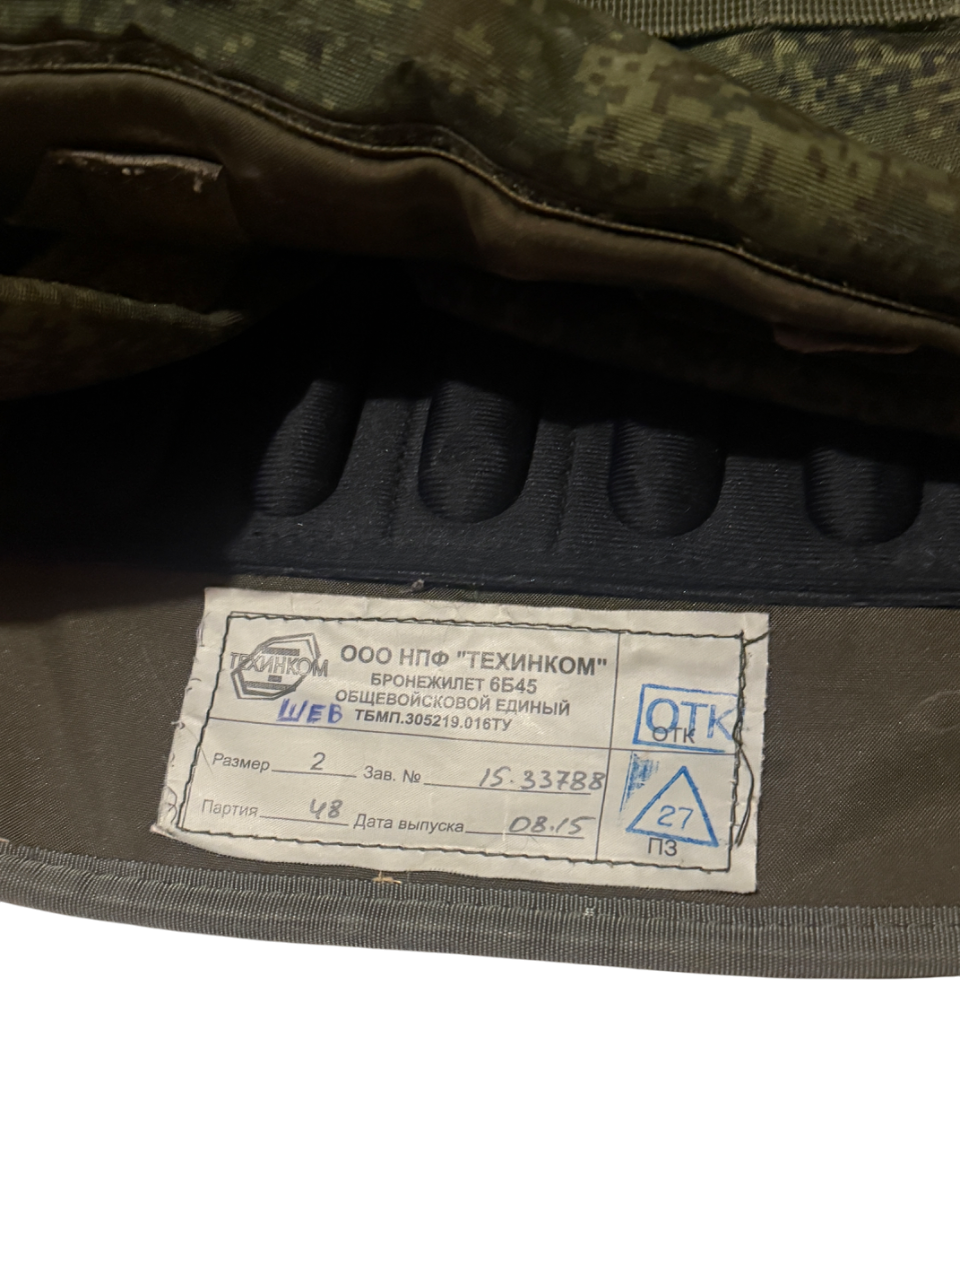 ТЕХИНКОМ
ООО НПФ "ТЕХИНКОМ"
БРОНЕЖИЛЕТ 6Б45
ОБЩЕВОЙСКОВОЙ ЕДИНЫЙ
ШЕВ ТБМП.305219.016ТУ
ОТК
ОТК
Размер 2 Зав. № 15.33788
Партия 48 Дата выпуска 08.15
27
ПЗ